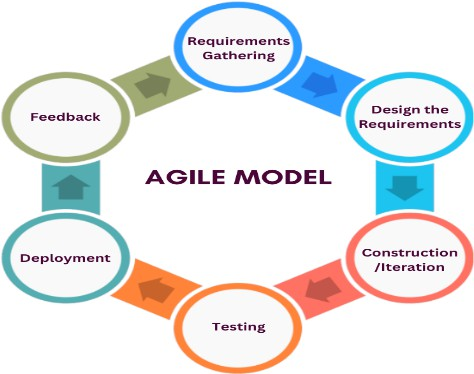 Requirements
Gathering
Design the
Requirements
Feedback
AGILE MODEL
Construction
/Iteration
Deployment
Testing